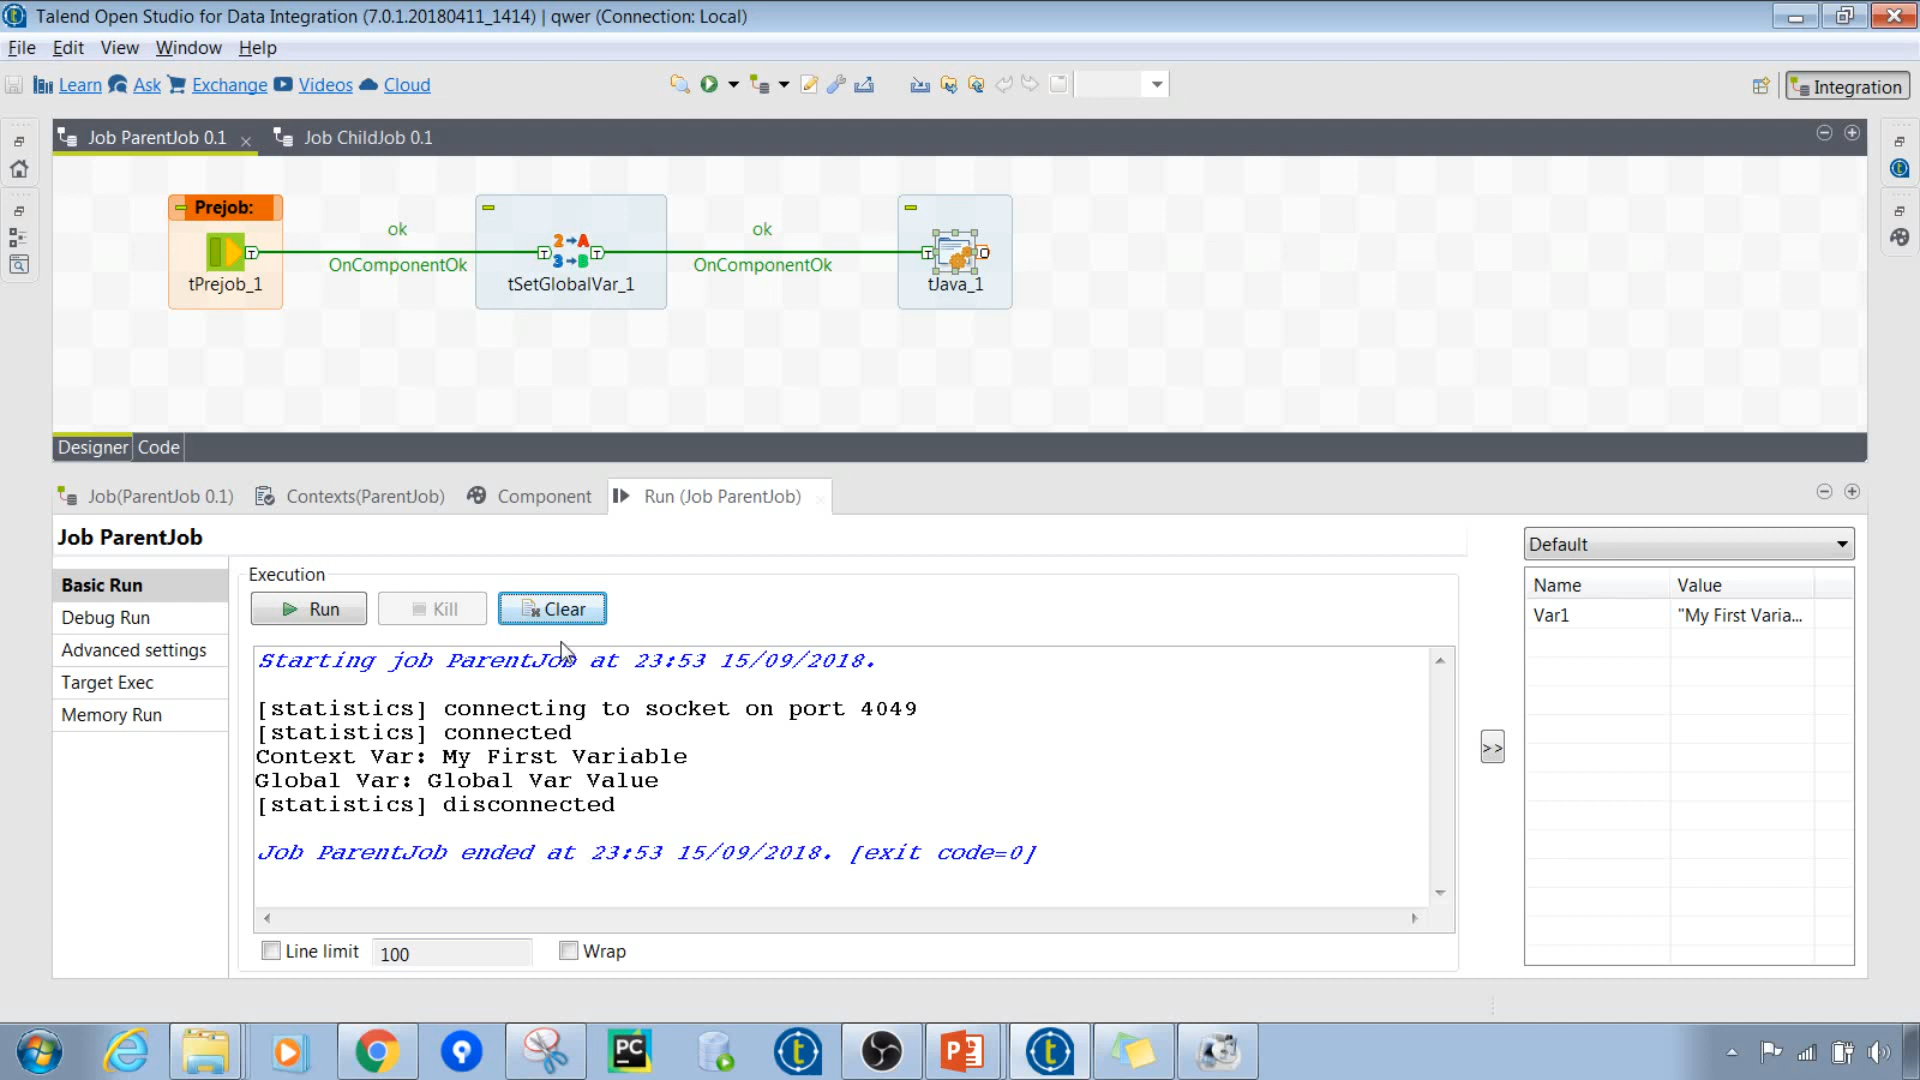 Talend Open Studio for Data Integration (7.0.1.20180411_1414) | qwer (Connection: Local)
File Edit View Window Help
Learn Ask Exchange Videos Cloud
Integration
Job ParentJob 0.1 Job ChildJob 0.1
Prejob:
ok ok
OnComponentOk OnComponentOk
tPrejob_1 tSetGlobalVar_1 tJava_1
Designer Code
Job(ParentJob 0.1) Contexts(ParentJob) Component Run (Job ParentJob)
Job ParentJob
Default
Execution
Basic Run
Debug Run
Advanced settings
Target Exec
Memory Run
Run Kill Clear
Starting job ParentJob at 23:53 15/09/2018.
[statistics] connecting to socket on port 4049
[statistics] connected
Context Var: My First Variable
Global Var: Global Var Value
[statistics] disconnected
Job ParentJob ended at 23:53 15/09/2018. [exit code=0]
Line limit 100 Wrap
>>
Name Value
Var1 "My First Varia...